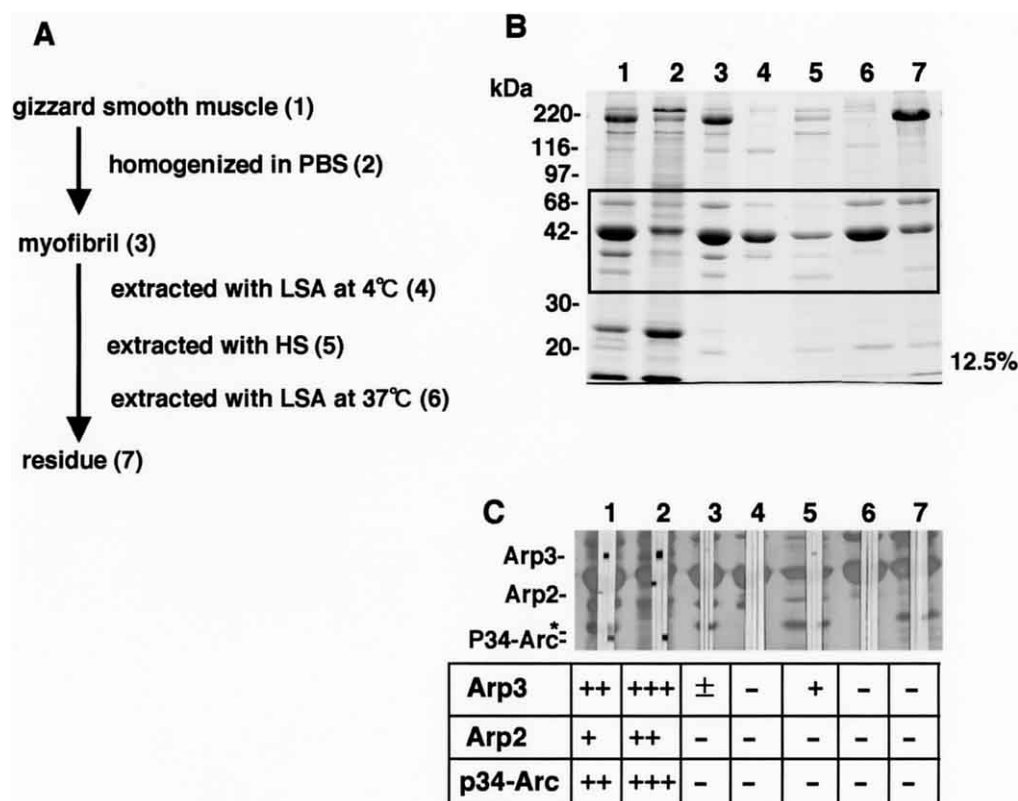 A
gizzard smooth muscle (1)
homogenized in PBS (2)
myofibril (3)
extracted with LSA at 4℃ (4)
extracted with HS (5)
extracted with LSA at 37℃ (6)
residue (7)
B
1 2 3 4 5 6 7
kDa
220-
116-
97-
68-
42-
30-
20-
12.5%
C
1 2 3 4 5 6 7
Arp3-
Arp2-
*
P34-Arc=
Arp3 ++ +++ ± - + - -
Arp2 + ++ - - - - -
p34-Arc ++ +++ - - - - -